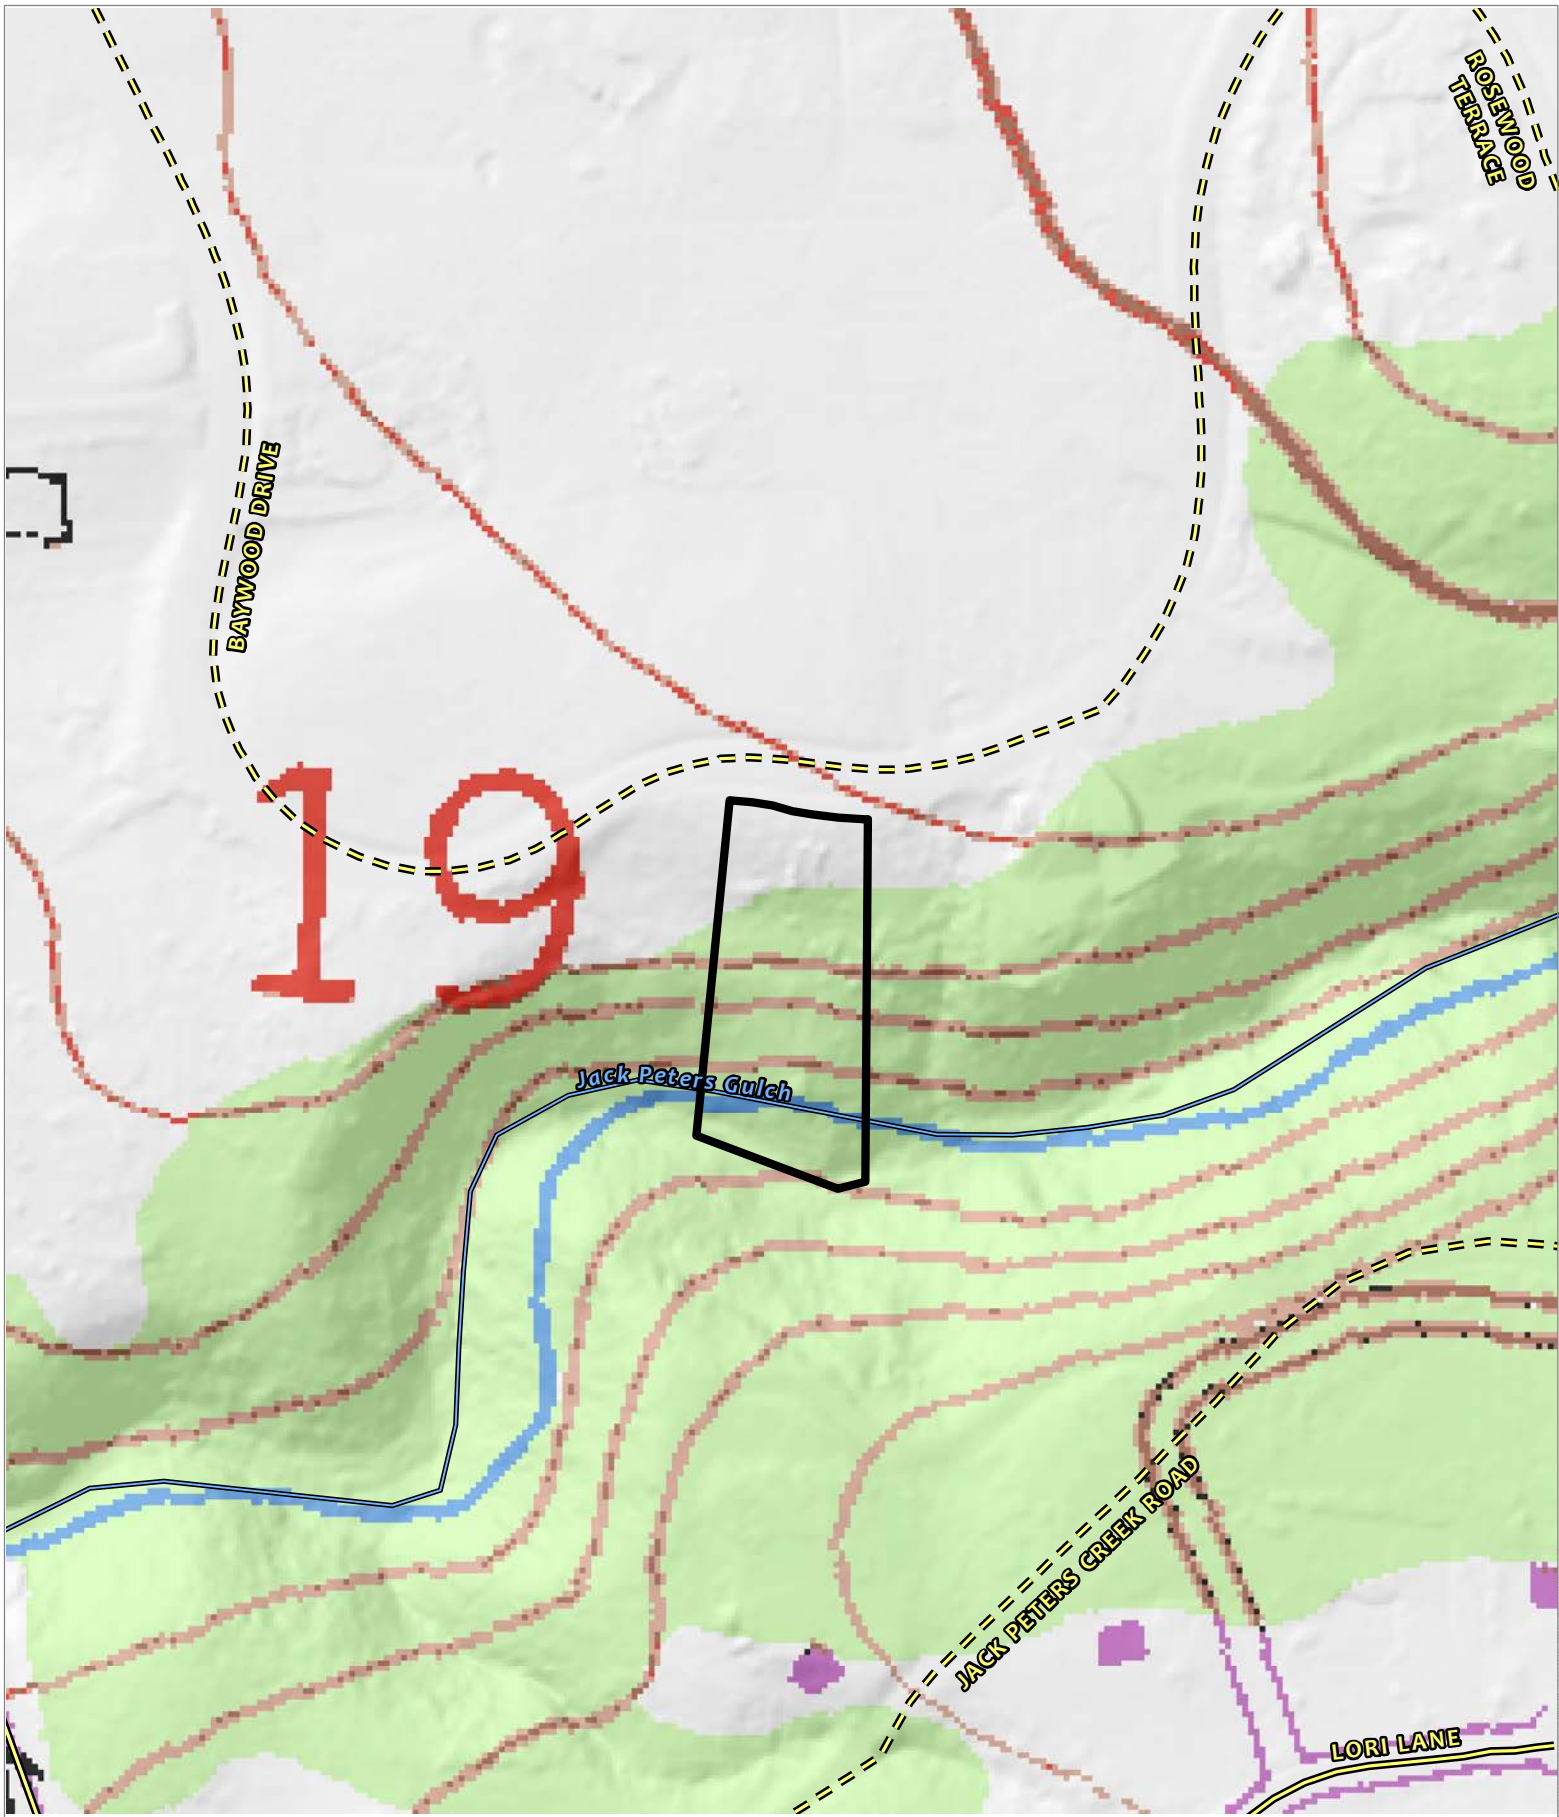 ROSEWOOD
TERRACE
BAYWOOD DRIVE
19
Jack Peters Gulch
JACK PETERS CREEK ROAD
LORI LANE